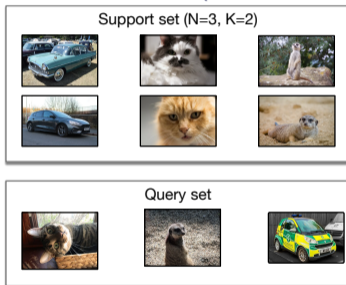 Support set (N=3, K=2)
Query set